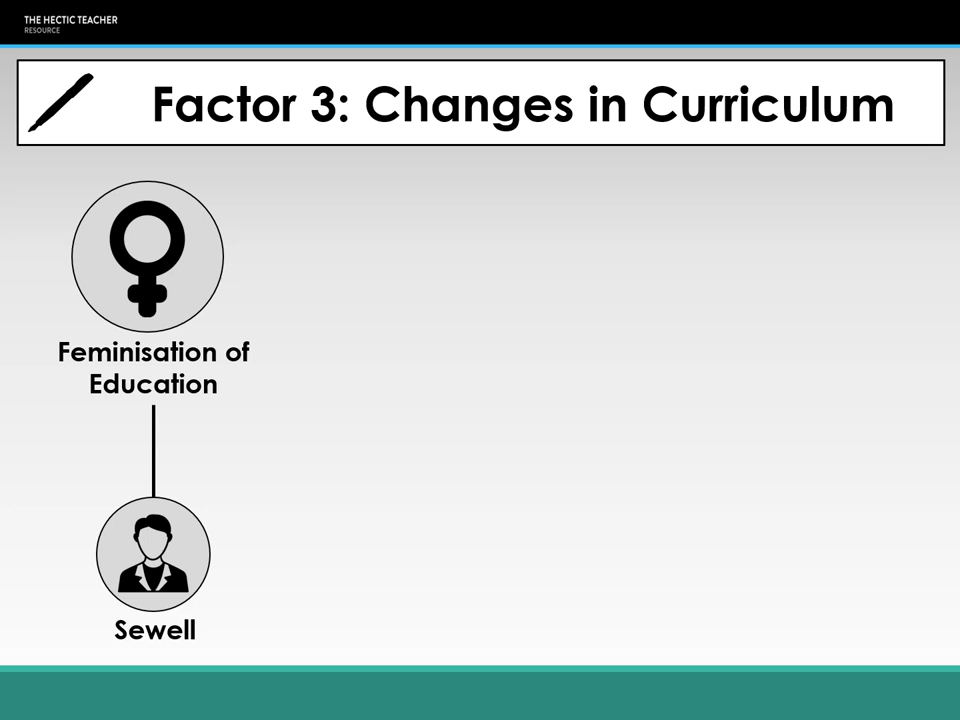 THE HECTIC TEACHER
RESOURCE
Factor 3: Changes in Curriculum
Feminisation of
Education
Sewell